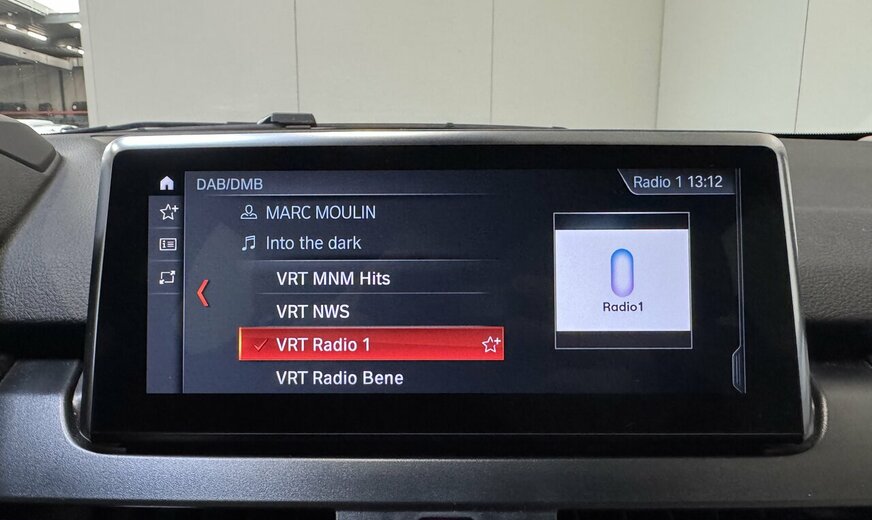 DAB/DMB
Radio 1 13:12
MARC MOULIN
Into the dark
VRT MNM Hits
VRT NWS
VRT Radio 1
VRT Radio Bene
Radio1